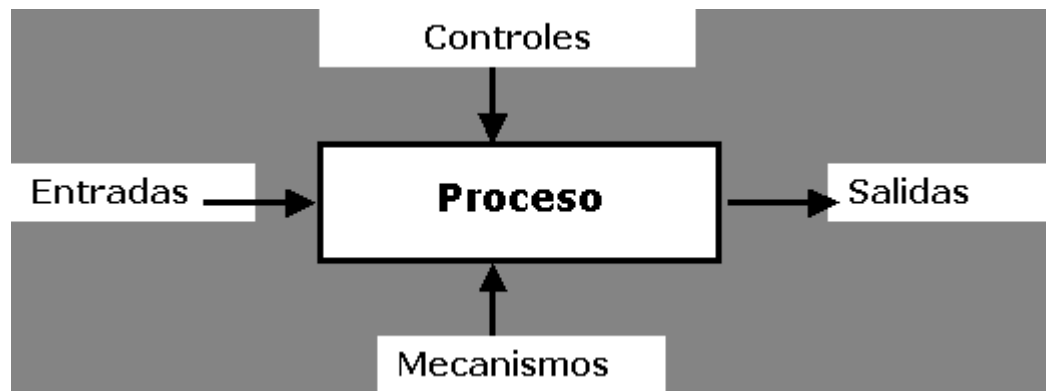 Controles
Entradas
Proceso
Salidas
Mecanismos